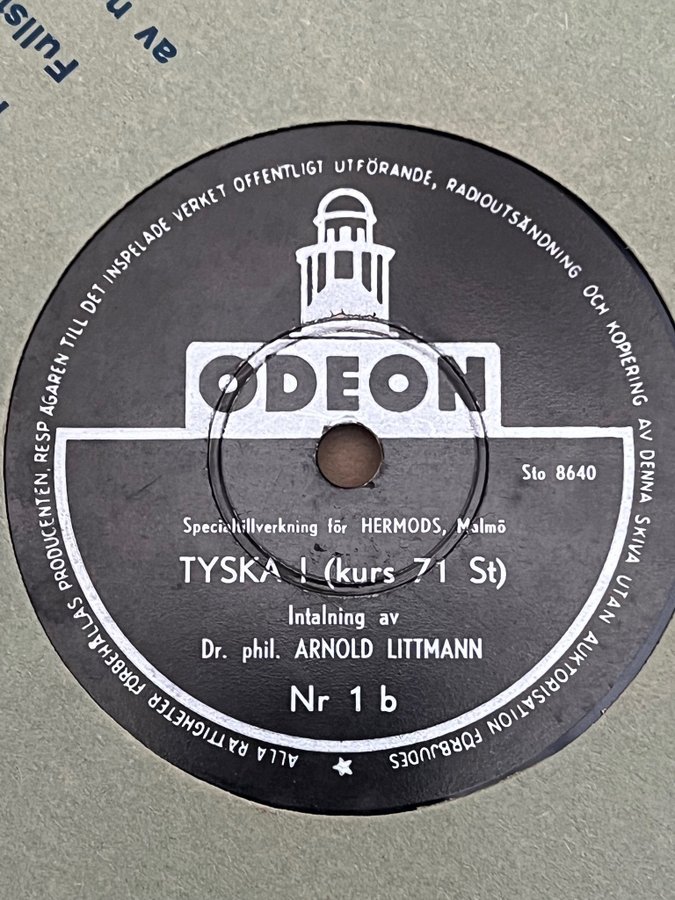 Fullst
av n
ALLA RÄTTIGHETER FÖRBEHÅLLAS PRODUCENTEN, RESP ÄGAREN TILL DET INSPELADE VERKET OFFENTLIGT UTFÖRANDE, RADIOUTSÄNDNING OCH KOPIERING AV DENNA SKIVA UTAN AUKTORISATION FÖRBJUDES
ODEON
Sto 8640
Specialtillverkning för HERMODS, Malmö
TYSKA I (kurs 71 St)
Intalning av
Dr. phil. ARNOLD LITTMANN
Nr 1 b